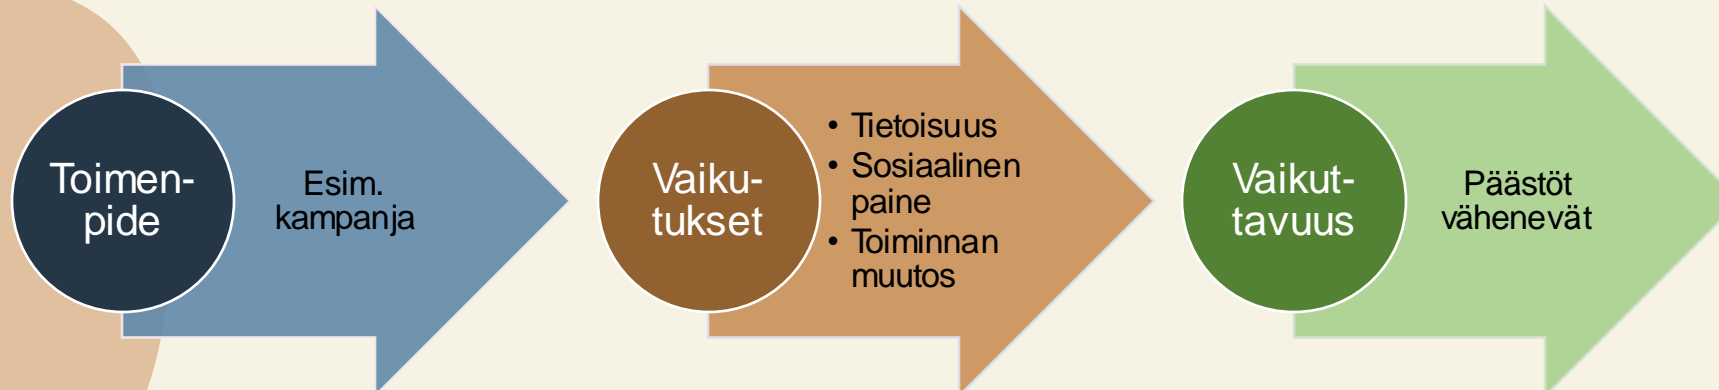 Toimen-
pide
Esim.
kampanja
Vaiku-
tukset
• Tietoisuus
• Sosiaalinen
paine
• Toiminnan
muutos
Vaikut-
tavuus
Päästöt
vähenevät